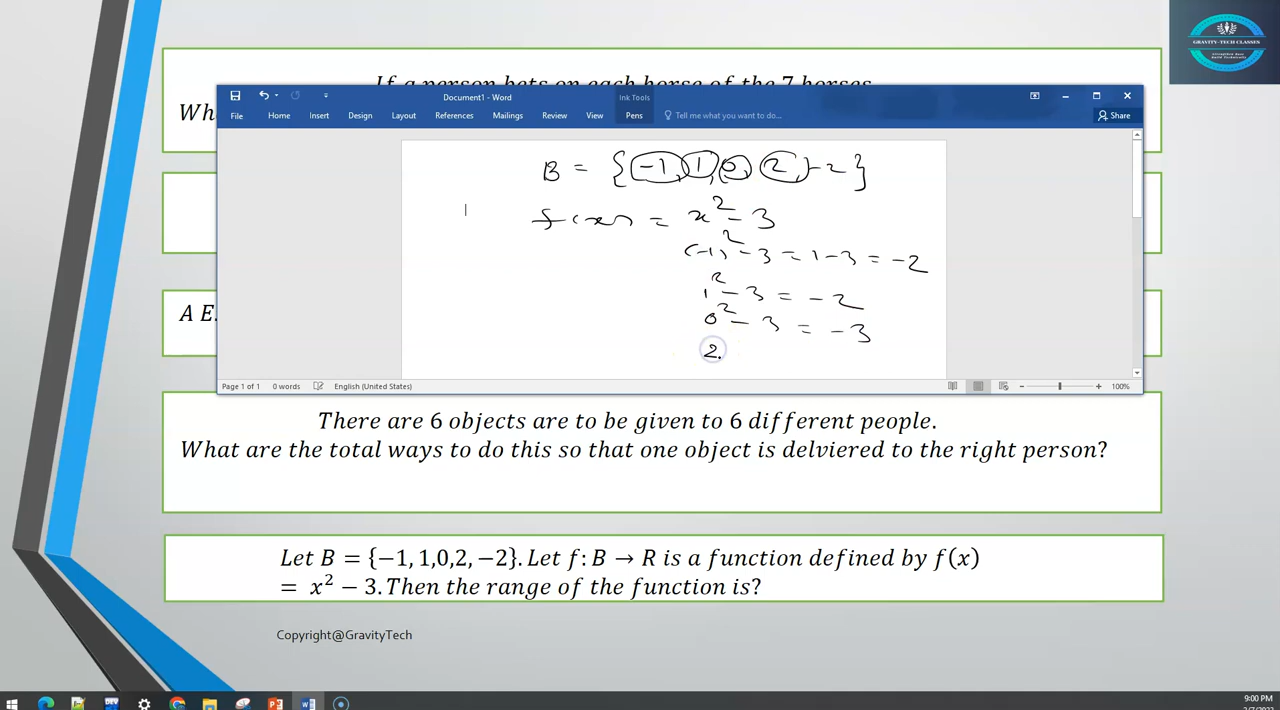 GRAVITY-TECH CLASSES
If a person bets on each horse of the 7 horses
Document1 - Word
Ink Tools
File Home Insert Design Layout References Mailings Review View Pens Tell me what you want to do... Share
B = {-1, 1, 0, 2, -2}
f(x) = x² - 3
(-1)² - 3 = 1 - 3 = -2
1² - 3 = -2
0² - 3 = -3
2.
Page 1 of 1 0 words English (United States) 100%
There are 6 objects are to be given to 6 different people.
What are the total ways to do this so that one object is delviered to the right person?
Let B = {−1, 1,0,2, −2}. Let f: B → R is a function defined by f(x)
= x² − 3. Then the range of the function is?
Copyright@GravityTech
9:00 PM